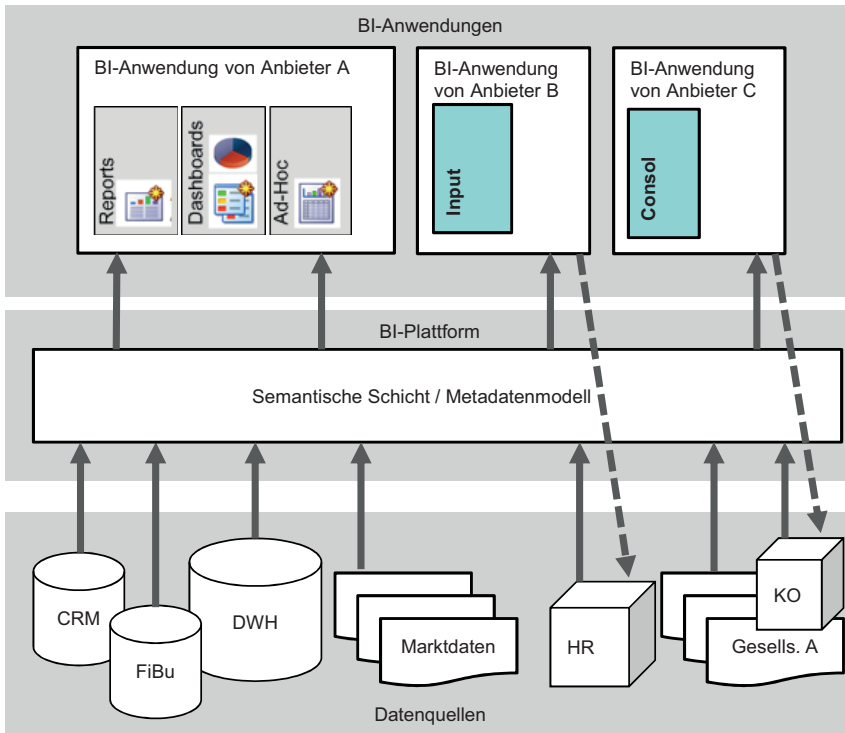 BI-Anwendungen
BI-Anwendung von Anbieter A
Reports
Dashboards
Ad-Hoc
BI-Anwendung
von Anbieter B
Input
BI-Anwendung
von Anbieter C
Consol
BI-Plattform
Semantische Schicht / Metadatenmodell
CRM
FiBu
DWH
Marktdaten
HR
KO
Gesells. A
Datenquellen